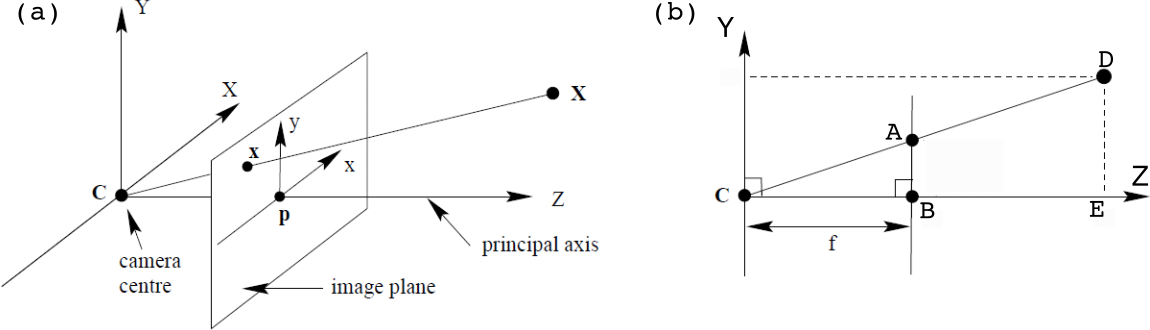 (a)
Y
X
y
X
x
x
C
p
Z
principal axis
camera
centre
image plane
(b)
Y
D
A
C
B
E
Z
f